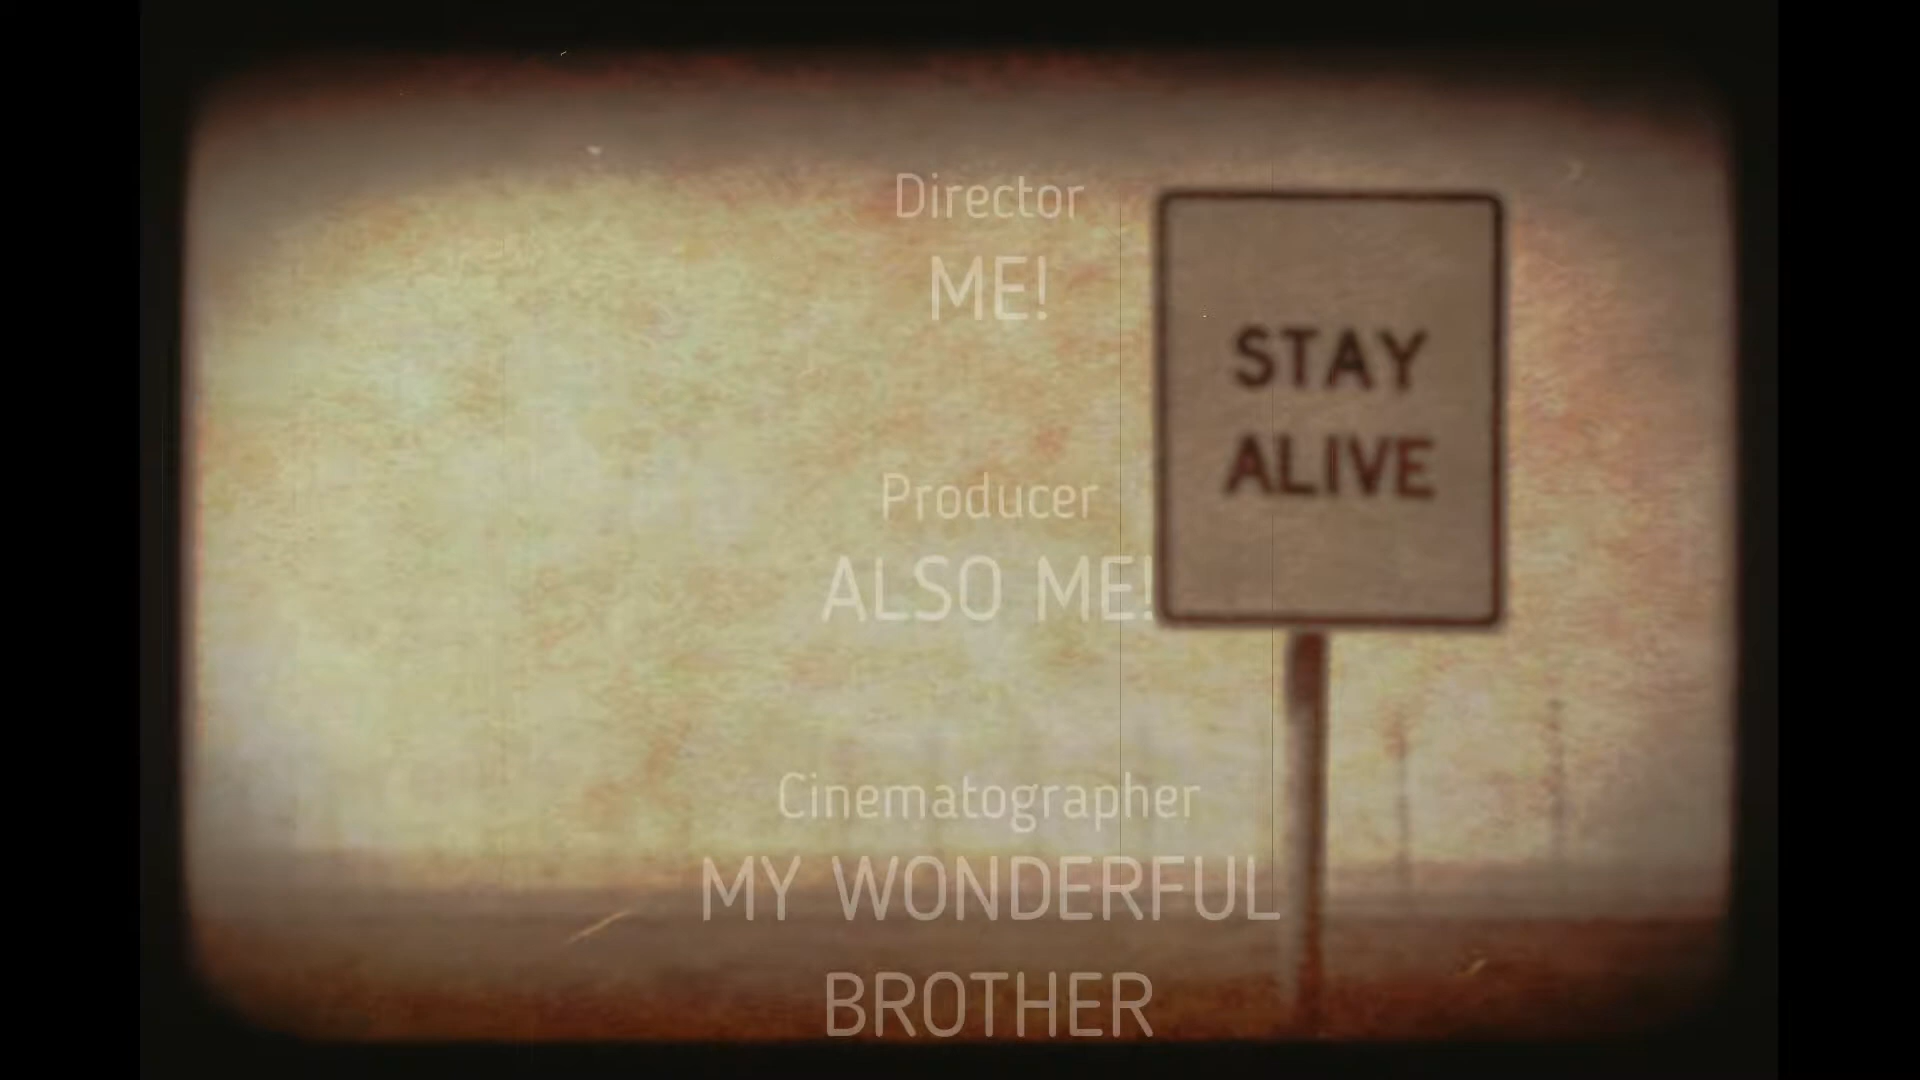 Director
ME!
STAY
ALIVE
Producer
ALSO ME!
Cinematographer
MY WONDERFUL
BROTHER